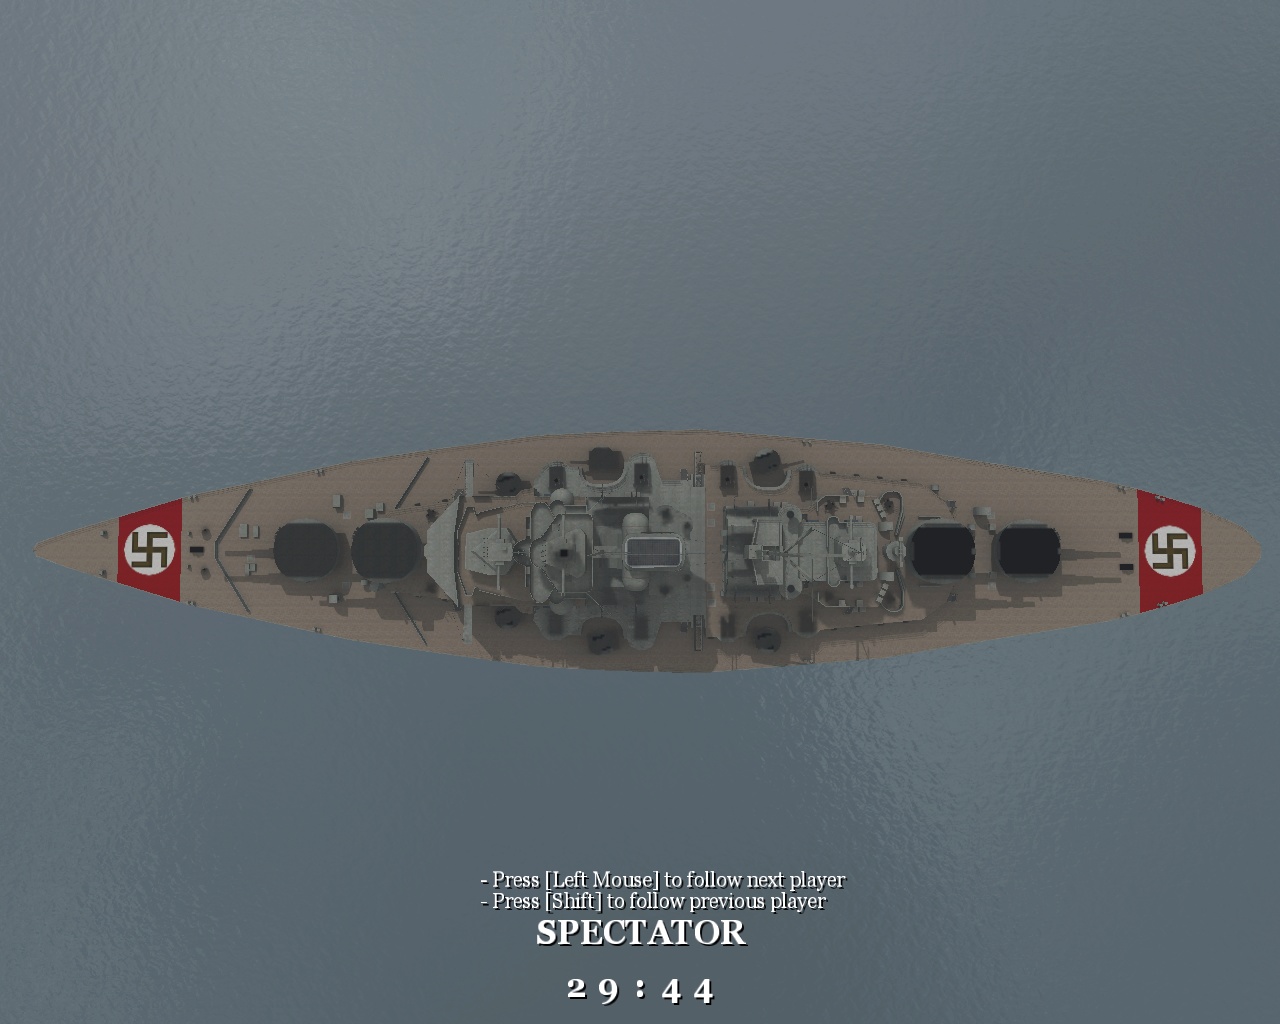 - Press [Left Mouse] to follow next player
- Press [Shift] to follow previous player
SPECTATOR
29:44